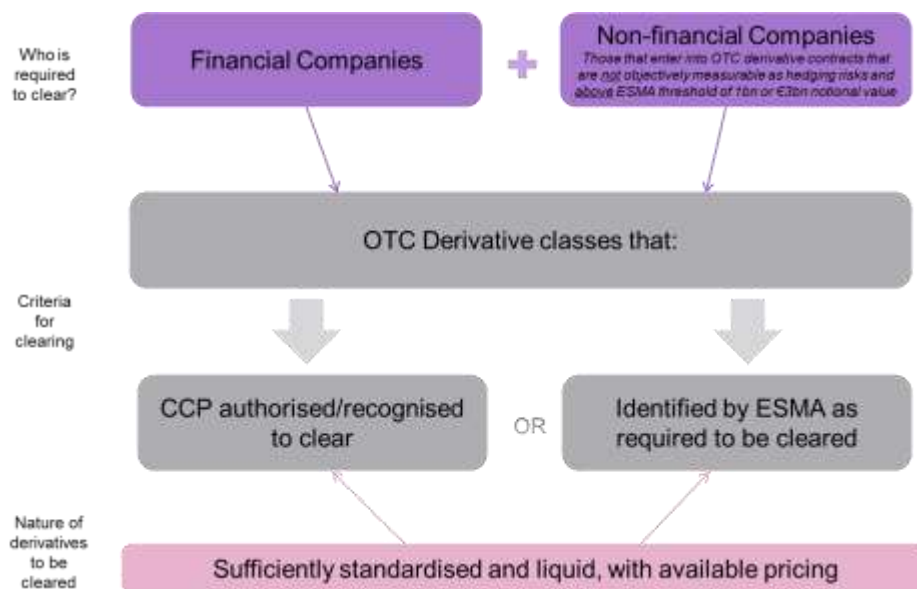 Who is
required
to clear?
Financial Companies
+
Non-financial Companies
Those that enter into OTC derivative contracts that
are not objectively measurable as hedging risks and
above ESMA threshold of 1bn or €3bn notional value
OTC Derivative classes that:
Criteria
for
clearing
CCP authorised/recognised
to clear
OR
Identified by ESMA as
required to be cleared
Nature of
derivatives
to be
cleared
Sufficiently standardised and liquid, with available pricing